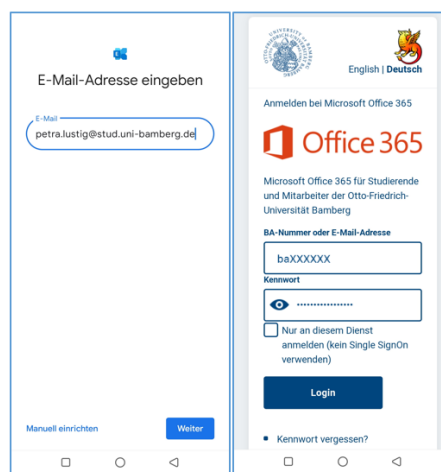 E-Mail-Adresse eingeben
E-Mail
petra.lustig@stud.uni-bamberg.de
Manuell einrichten
Weiter
English | Deutsch
Anmelden bei Microsoft Office 365
Office 365
Microsoft Office 365 für Studierende
und Mitarbeiter der Otto-Friedrich-
Universität Bamberg
BA-Nummer oder E-Mail-Adresse
baXXXXXX
Kennwort
Nur an diesem Dienst
anmelden (kein Single SignOn
verwenden)
Login
Kennwort vergessen?